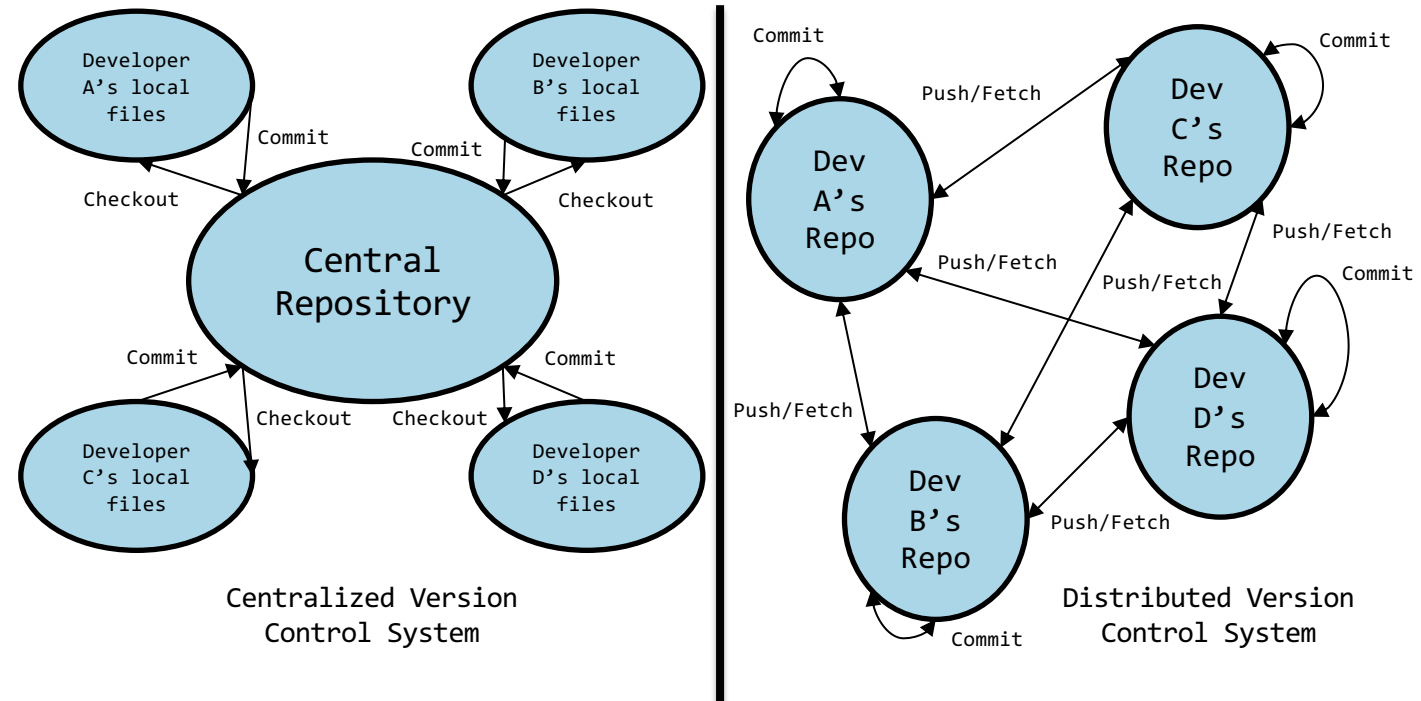 Developer
A’s local
files
Developer
B’s local
files
Commit
Commit
Checkout
Checkout
Central
Repository
Commit
Commit
Checkout
Checkout
Developer
C’s local
files
Developer
D’s local
files
Centralized Version
Control System
Commit
Commit
Push/Fetch
Dev
C’s
Repo
Dev
A’s
Repo
Push/Fetch
Push/Fetch
Push/Fetch
Commit
Push/Fetch
Dev
D’s
Repo
Dev
B’s
Repo
Push/Fetch
Commit
Distributed Version
Control System